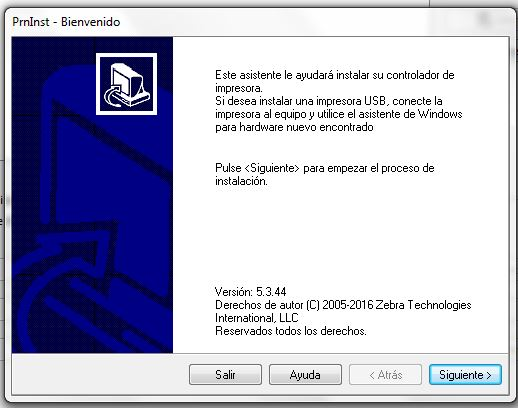 PrnInst - Bienvenido
Este asistente le ayudará instalar su controlador de
impresora.
Si desea instalar una impresora USB, conecte la
impresora al equipo y utilice el asistente de Windows
para hardware nuevo encontrado
Pulse <Siguiente> para empezar el proceso de
instalación.
Versión: 5.3.44
Derechos de autor (C) 2005-2016 Zebra Technologies
International, LLC
Reservados todos los derechos.
Salir
Ayuda
< Atrás
Siguiente >